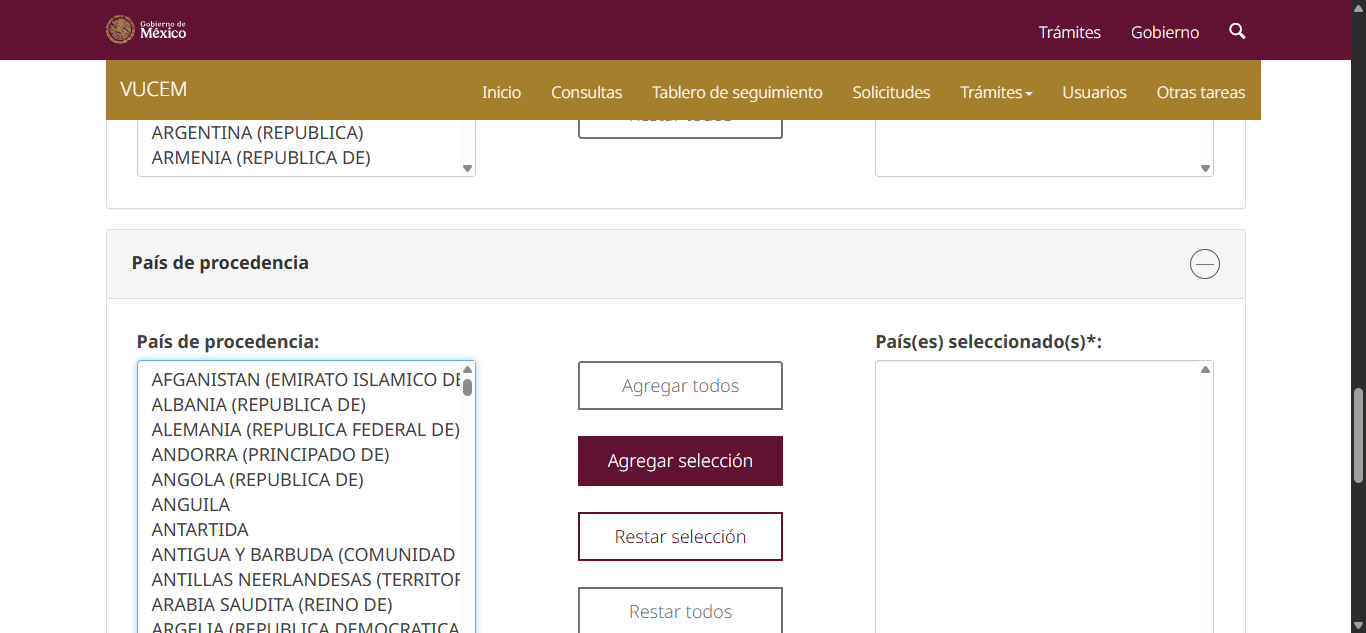 Gobierno de
México
Trámites
Gobierno
VUCEM
Inicio
Consultas
Tablero de seguimiento
Solicitudes
Trámites
Usuarios
Otras tareas
ARGENTINA (REPUBLICA)
ARMENIA (REPUBLICA DE)
País de procedencia
País de procedencia:
AFGANISTAN (EMIRATO ISLAMICO DE
ALBANIA (REPUBLICA DE)
ALEMANIA (REPUBLICA FEDERAL DE)
ANDORRA (PRINCIPADO DE)
ANGOLA (REPUBLICA DE)
ANGUILA
ANTARTIDA
ANTIGUA Y BARBUDA (COMUNIDAD
ANTILLAS NEERLANDESAS (TERRITOR
ARABIA SAUDITA (REINO DE)
ARGELIA (REPUBLICA DEMOCRATICA
Agregar todos
Agregar selección
Restar selección
Restar todos
País(es) seleccionado(s)*: